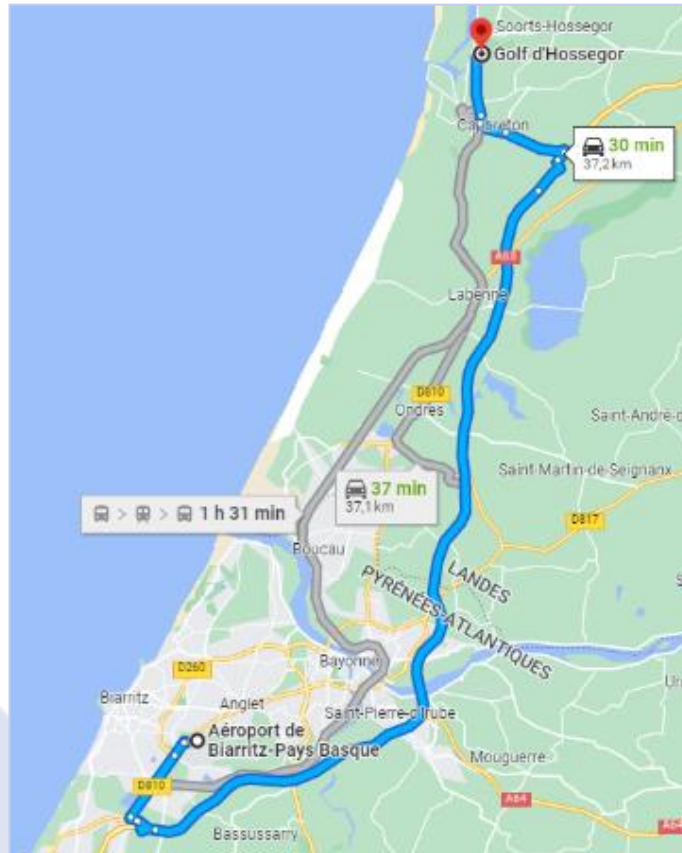 Soorts-Hossegor
Golf d'Hossegor
Capbreton
30 min
37,2 km
A63
Labenne
D810
Ondres
Saint-André-d
Saint-Martin-de-Seignanx
37 min
37,1 km
> > 1 h 31 min
D817
Boucau
LANDES
PYRÉNÉES-ATLANTIQUES
Bayonne
D260
Biarritz
Anglet
Saint-Pierre-d'Irube
Aéroport de
Biarritz-Pays Basque
Mouguerre
D810
A64
A64
Bassussarry